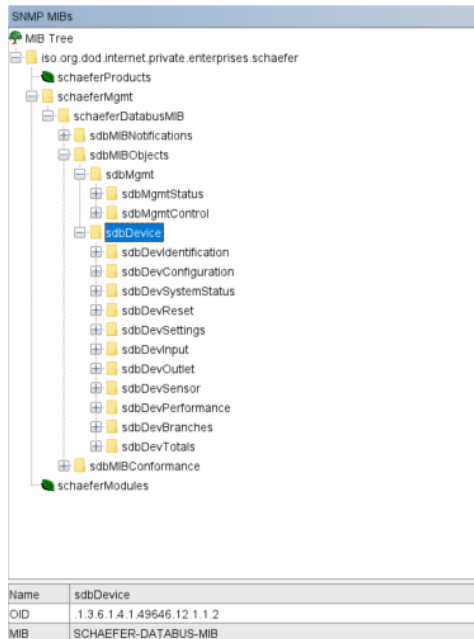 SNMP MIBs
MIB Tree
iso.org.dod.internet.private.enterprises.schaefer
schaeferProducts
schaeferMgmt
schaeferDatabusMIB
sdbMIBNotifications
sdbMIBObjects
sdbMgmt
sdbMgmtStatus
sdbMgmtControl
sdbDevice
sdbDevIdentification
sdbDevConfiguration
sdbDevSystemStatus
sdbDevReset
sdbDevSettings
sdbDevInput
sdbDevOutlet
sdbDevSensor
sdbDevPerformance
sdbDevBranches
sdbDevTotals
sdbMIBConformance
schaeferModules
Name sdbDevice
OID .1.3.6.1.4.1.49646.12.1.1.2
MIB SCHAEFER-DATABUS-MIB